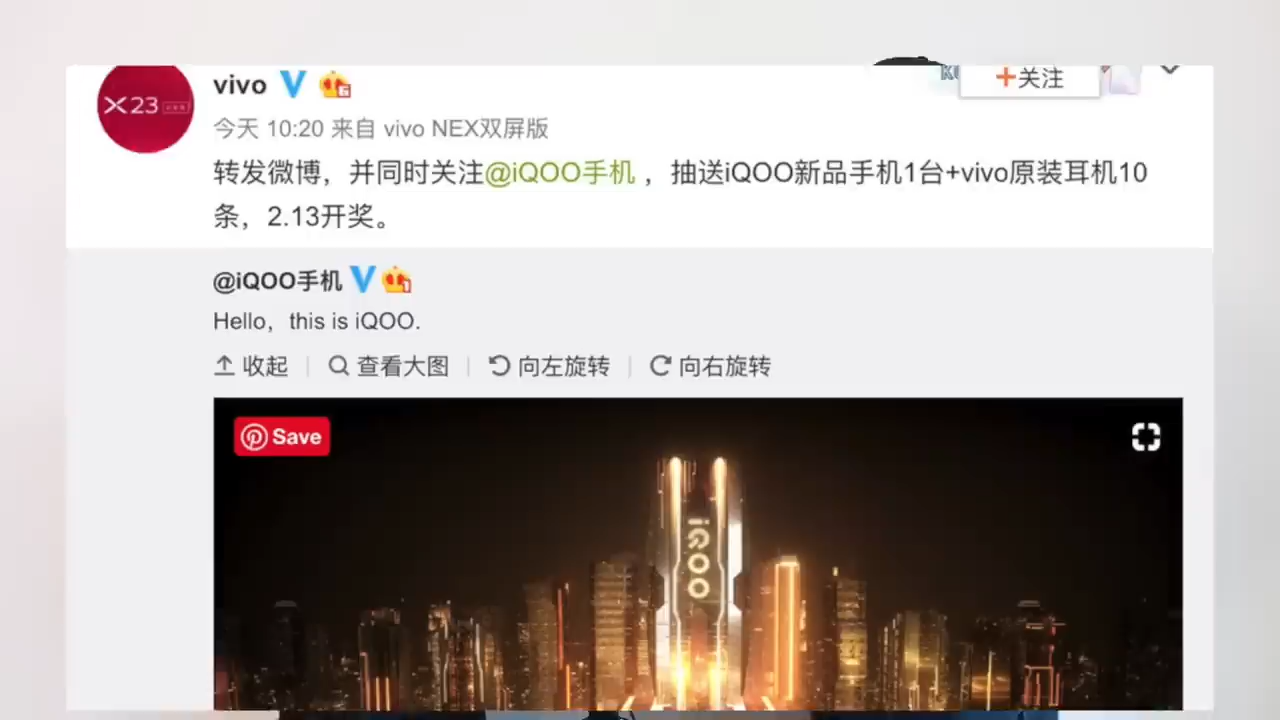 X23
vivo
+关注
今天 10:20 来自 vivo NEX双屏版
转发微博，并同时关注@iQOO手机 ，抽送iQOO新品手机1台+vivo原装耳机10
条，2.13开奖。
@iQOO手机
Hello，this is iQOO.
收起 | 查看大图 | 向左旋转 | 向右旋转
Save
iQOO